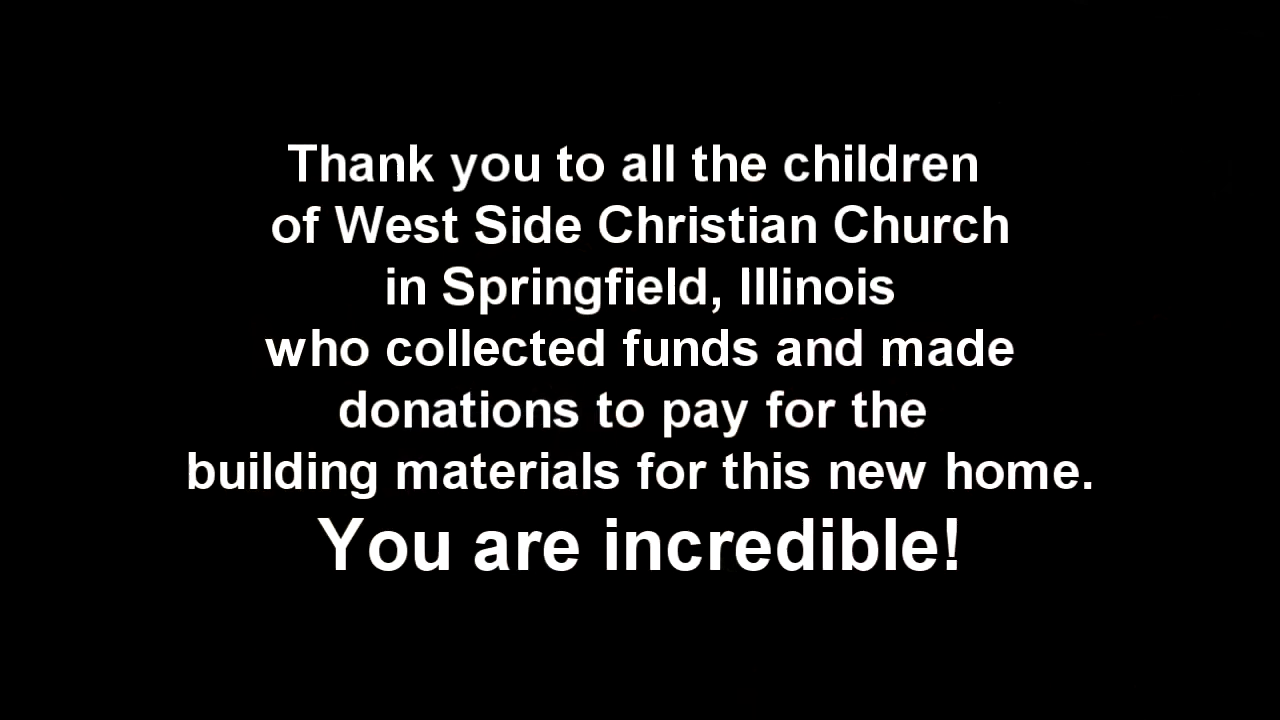 Thank you to all the children
of West Side Christian Church
in Springfield, Illinois
who collected funds and made
donations to pay for the
building materials for this new home.
You are incredible!